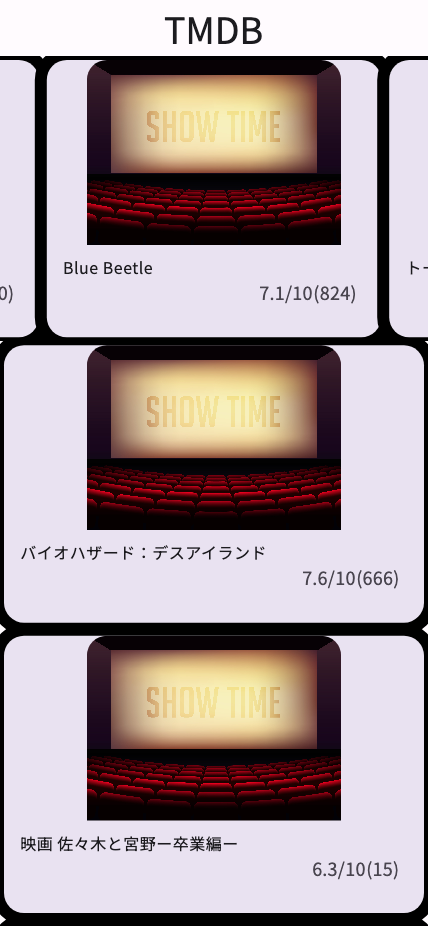 TMDB
SHOW TIME
Blue Beetle
0)
7.1/10(824)
トー
SHOW TIME
バイオハザード：デスアイランド
7.6/10(666)
SHOW TIME
映画 佐々木と宮野ー卒業編ー
6.3/10(15)